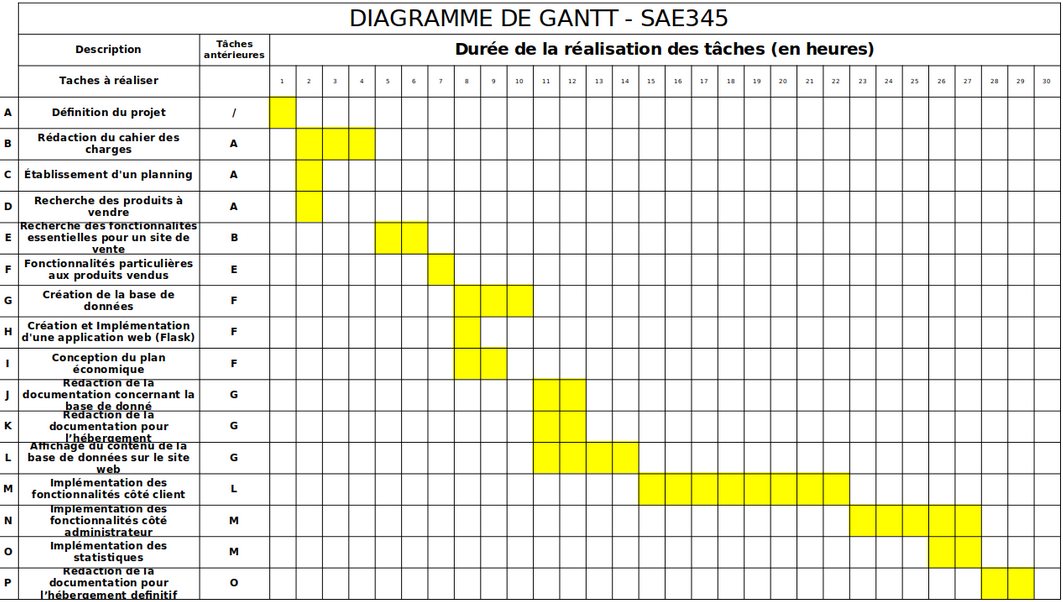 DIAGRAMME DE GANTT - SAE345
Description
Tâches
antérieures
Durée de la réalisation des tâches (en heures)
Taches à réaliser
1 2 3 4 5 6 7 8 9 10 11 12 13 14 15 16 17 18 19 20 21 22 23 24 25 26 27 28 29 30
A Définition du projet /
B Rédaction du cahier des
charges A
C Établissement d'un planning A
D Recherche des produits à
vendre A
E Recherche des fonctionnalités
essentielles pour un site de
vente B
F Fonctionnalités particulières
aux produits vendus E
G Création de la base de
données F
H Création et Implémentation
d'une application web (Flask) F
I Conception du plan
économique F
J Rédaction de la
documentation concernant la
base de donné G
K Rédaction de la
documentation pour
l'hébergement G
L Affichage du contenu de la
base de données sur le site
web G
M Implémentation des
fonctionnalités côté client L
N Implémentation des
fonctionnalités côté
administrateur M
O Implémentation des
statistiques M
P Rédaction de la
documentation pour
l'hébergement definitif O